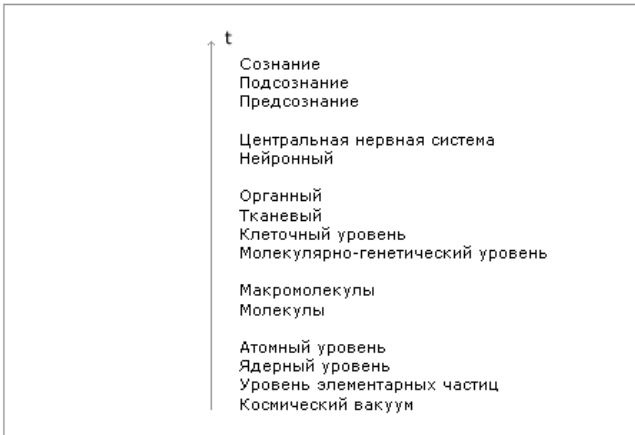 t
Сознание
Подсознание
Предсознание
Центральная нервная система
Нейронный
Органный
Тканевый
Клеточный уровень
Молекулярно-генетический уровень
Макромолекулы
Молекулы
Атомный уровень
Ядерный уровень
Уровень элементарных частиц
Космический вакуум